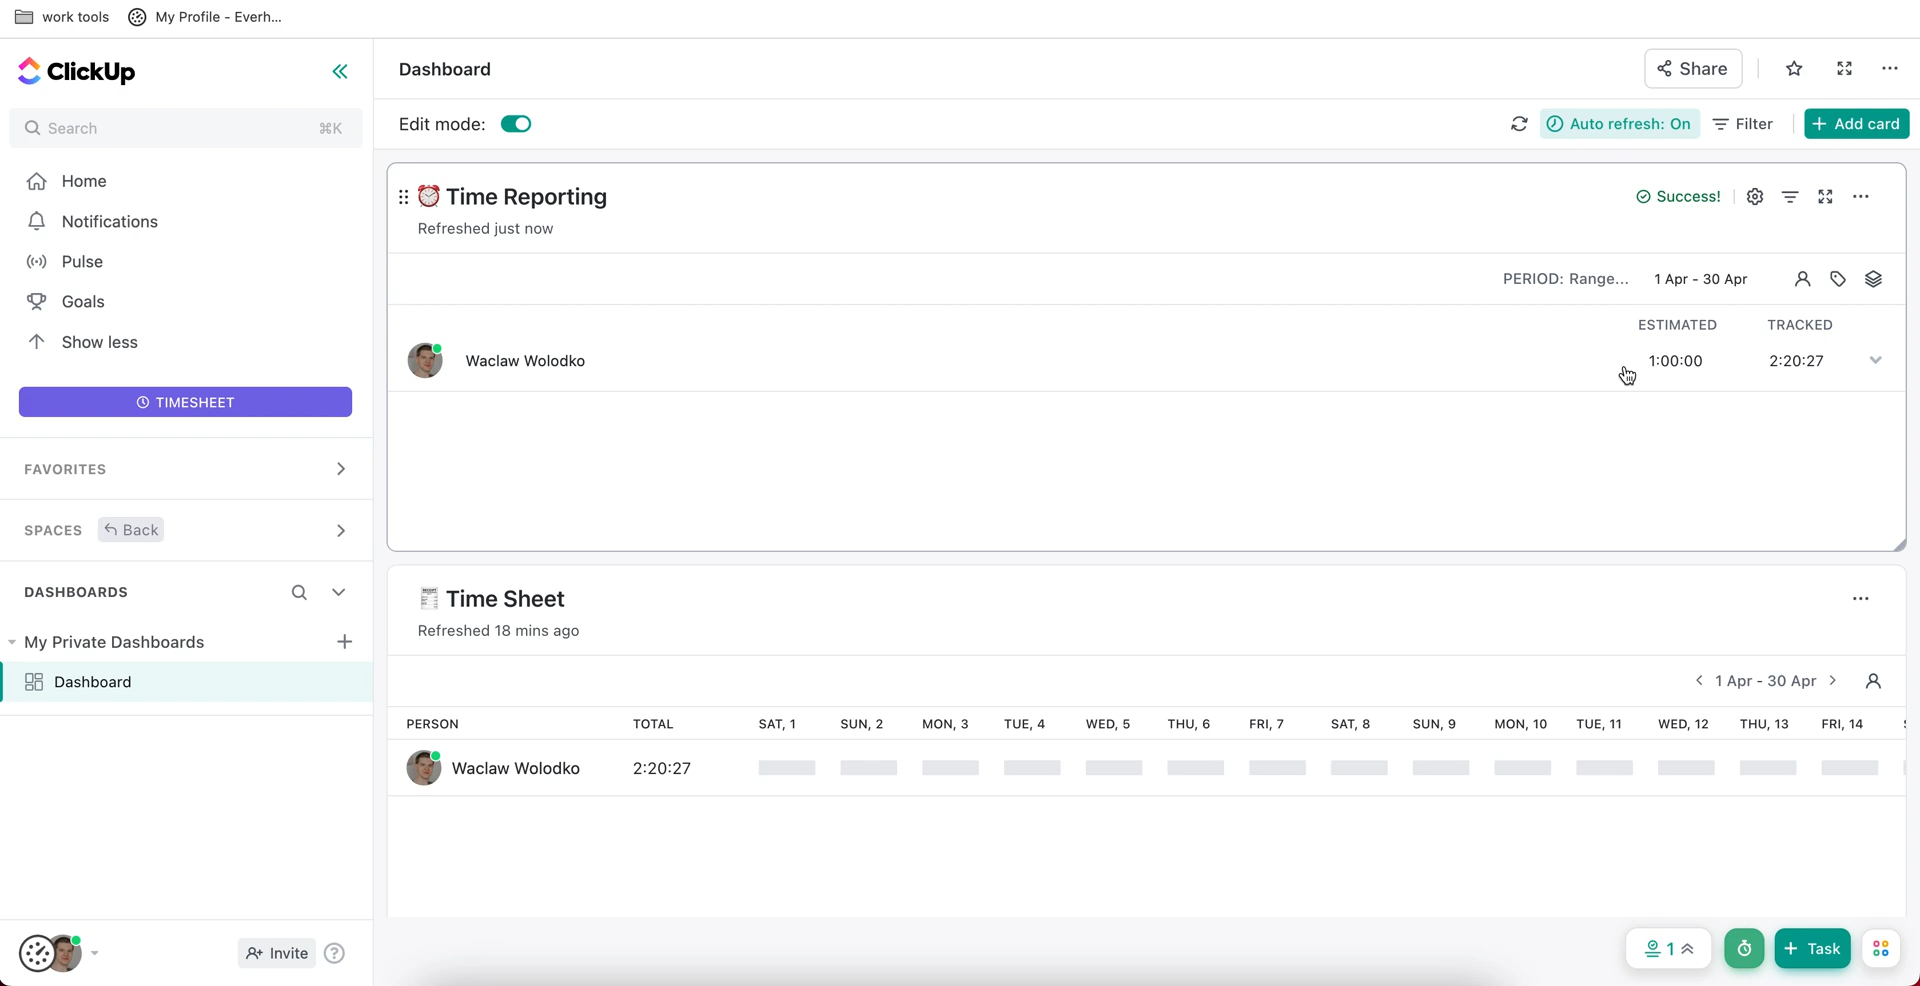 work tools My Profile - Everh...
ClickUp
Search ⌘K
Home
Notifications
Pulse
Goals
Show less
TIMESHEET
FAVORITES
SPACES Back
DASHBOARDS
My Private Dashboards
Dashboard
Invite
Dashboard
Share
Edit mode:
Auto refresh: On
Filter
+ Add card
Time Reporting
Success!
Refreshed just now
PERIOD: Range... 1 Apr - 30 Apr
ESTIMATED TRACKED
Waclaw Wolodko 1:00:00 2:20:27
Time Sheet
Refreshed 18 mins ago
1 Apr - 30 Apr
PERSON TOTAL SAT, 1 SUN, 2 MON, 3 TUE, 4 WED, 5 THU, 6 FRI, 7 SAT, 8 SUN, 9 MON, 10 TUE, 11 WED, 12 THU, 13 FRI, 14
Waclaw Wolodko 2:20:27
1
+ Task